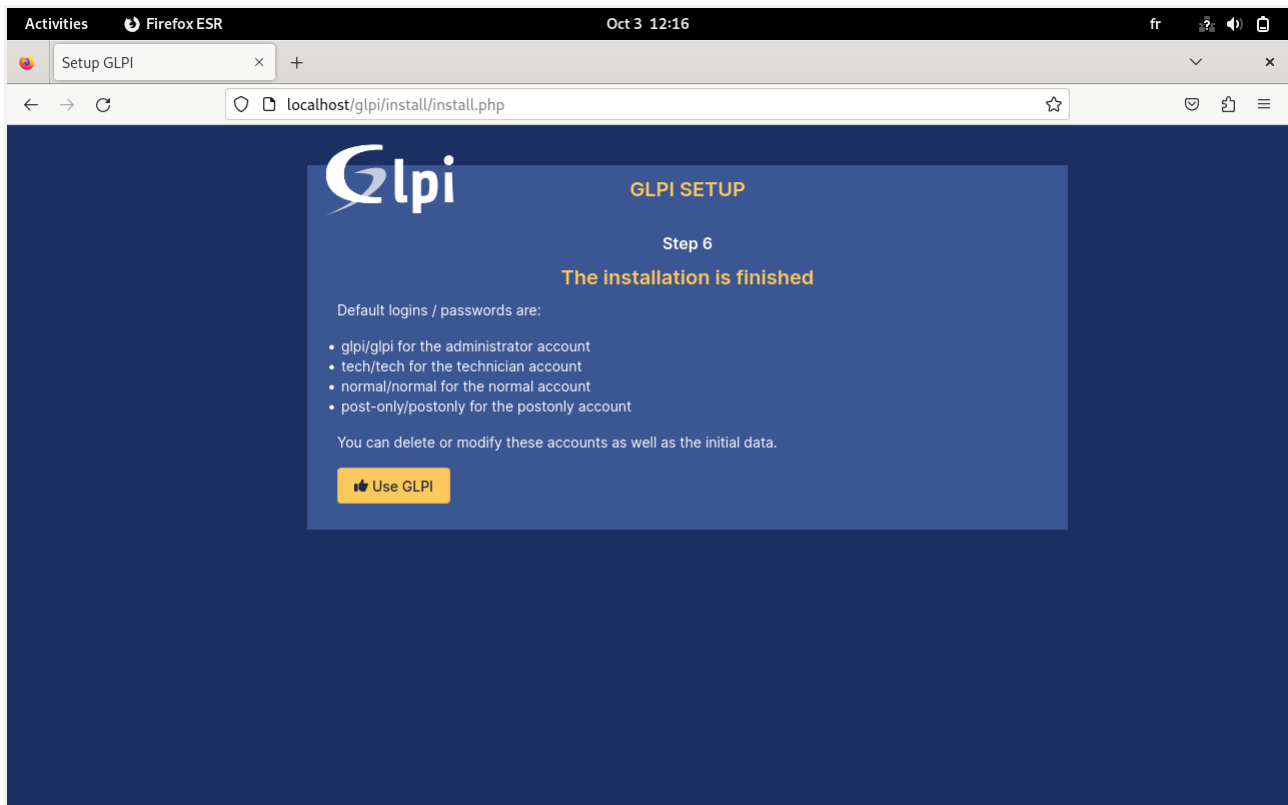 Activities Firefox ESR Oct 3 12:16 fr
Setup GLPI
localhost/glpi/install/install.php
Glpi
GLPI SETUP
Step 6
The installation is finished
Default logins / passwords are:
• glpi/glpi for the administrator account
• tech/tech for the technician account
• normal/normal for the normal account
• post-only/postonly for the postonly account
You can delete or modify these accounts as well as the initial data.
Use GLPI